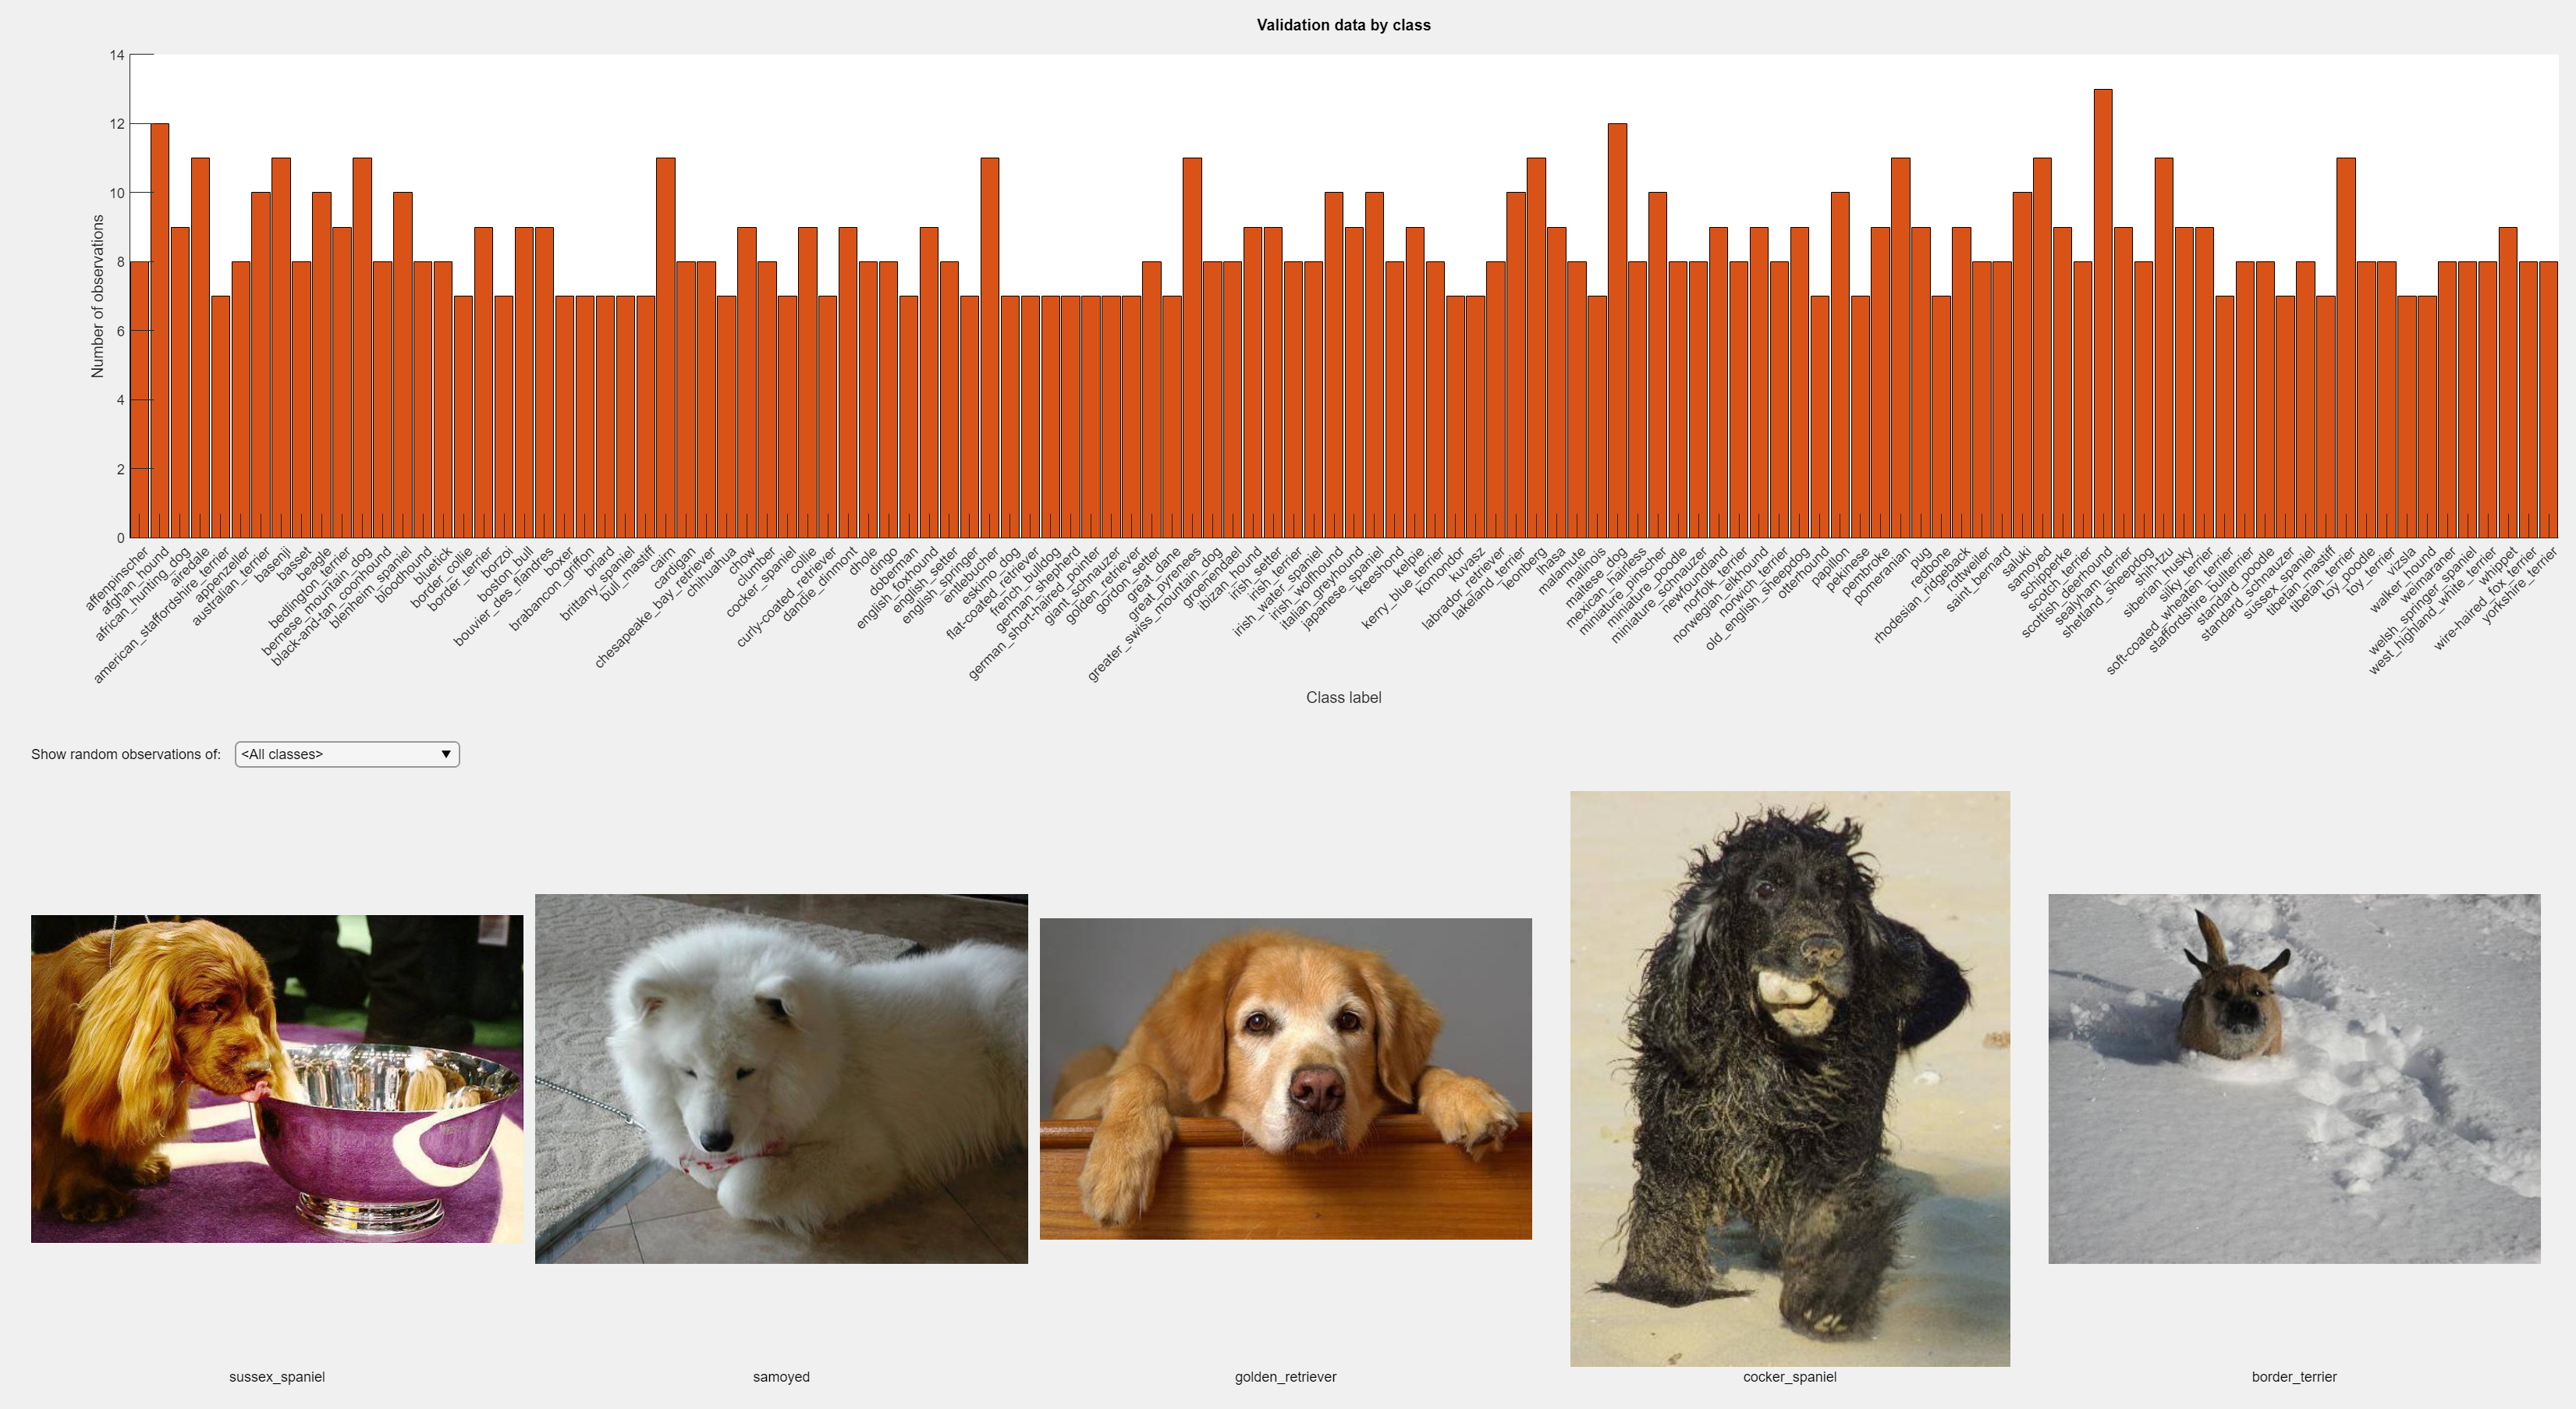 Validation data by class
14
12
10
8
6
4
2
0
Number of observations
affenpinscher
afghan_hound
african_hunting_dog
airedale
american_staffordshire_terrier
appenzeller
australian_terrier
basenji
basset
beagle
bedlington_terrier
bernese_mountain_dog
black-and-tan_coonhound
blenheim_spaniel
bloodhound
bluetick
border_collie
border_terrier
borzoi
boston_bull
bouvier_des_flandres
boxer
brabancon_griffon
briard
brittany_spaniel
bull_mastiff
cairn
cardigan
chesapeake_bay_retriever
chihuahua
chow
clumber
cocker_spaniel
collie
curly-coated_retriever
dandie_dinmont
dhole
dingo
doberman
english_foxhound
english_setter
english_springer
entlebucher
eskimo_dog
flat-coated_retriever
french_bulldog
german_shepherd
german_short-haired_pointer
giant_schnauzer
golden_retriever
gordon_setter
great_dane
great_pyrenees
greater_swiss_mountain_dog
groenendael
ibizan_hound
irish_setter
irish_terrier
irish_water_spaniel
irish_wolfhound
italian_greyhound
japanese_spaniel
keeshond
kelpie
kerry_blue_terrier
komondor
kuvasz
labrador_retriever
lakeland_terrier
leonberg
lhasa
malamute
malinois
maltese_dog
mexican_hairless
miniature_pinscher
miniature_poodle
miniature_schnauzer
newfoundland
norfolk_terrier
norwegian_elkhound
norwich_terrier
old_english_sheepdog
otterhound
papillon
pekinese
pembroke
pomeranian
pug
redbone
rhodesian_ridgeback
rottweiler
saint_bernard
saluki
samoyed
schipperke
scotch_terrier
scottish_deerhound
sealyham_terrier
shetland_sheepdog
shih-tzu
siberian_husky
silky_terrier
soft-coated_wheaten_terrier
staffordshire_bullterrier
standard_poodle
standard_schnauzer
sussex_spaniel
tibetan_mastiff
tibetan_terrier
toy_poodle
toy_terrier
vizsla
walker_hound
weimaraner
welsh_springer_spaniel
west_highland_white_terrier
whippet
wire-haired_fox_terrier
yorkshire_terrier
Class label
Show random observations of: <All classes>
sussex_spaniel
samoyed
golden_retriever
cocker_spaniel
border_terrier